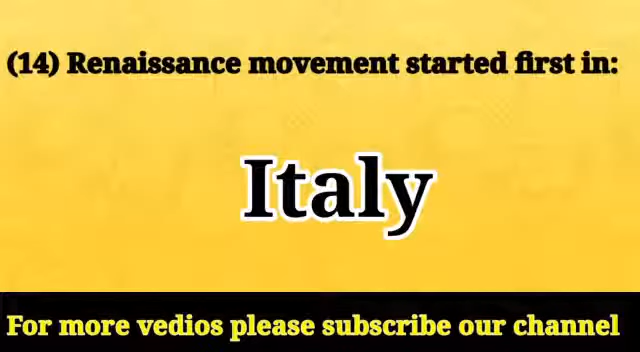 (14) Renaissance movement started first in:
Italy
For more vedios please subscribe our channel